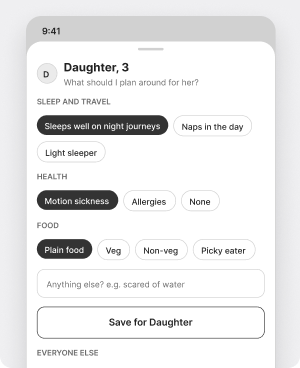 9:41
D
Daughter, 3
What should I plan around for her?
SLEEP AND TRAVEL
Sleeps well on night journeys Naps in the day
Light sleeper
HEALTH
Motion sickness Allergies None
FOOD
Plain food Veg Non-veg Picky eater
Anything else? e.g. scared of water
Save for Daughter
EVERYONE ELSE